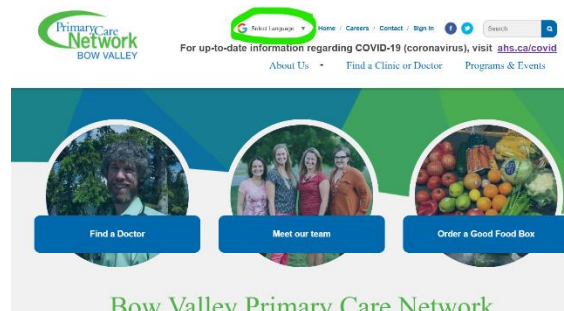 PrimaryCare
Network
BOW VALLEY
G Select Language ▼ Home / Careers / Contact / Sign In f Search
For up-to-date information regarding COVID-19 (coronavirus), visit ahs.ca/covid
About Us Find a Clinic or Doctor Programs & Events
Find a Doctor
Meet our team
Order a Good Food Box
Bow Valley Primary Care Network